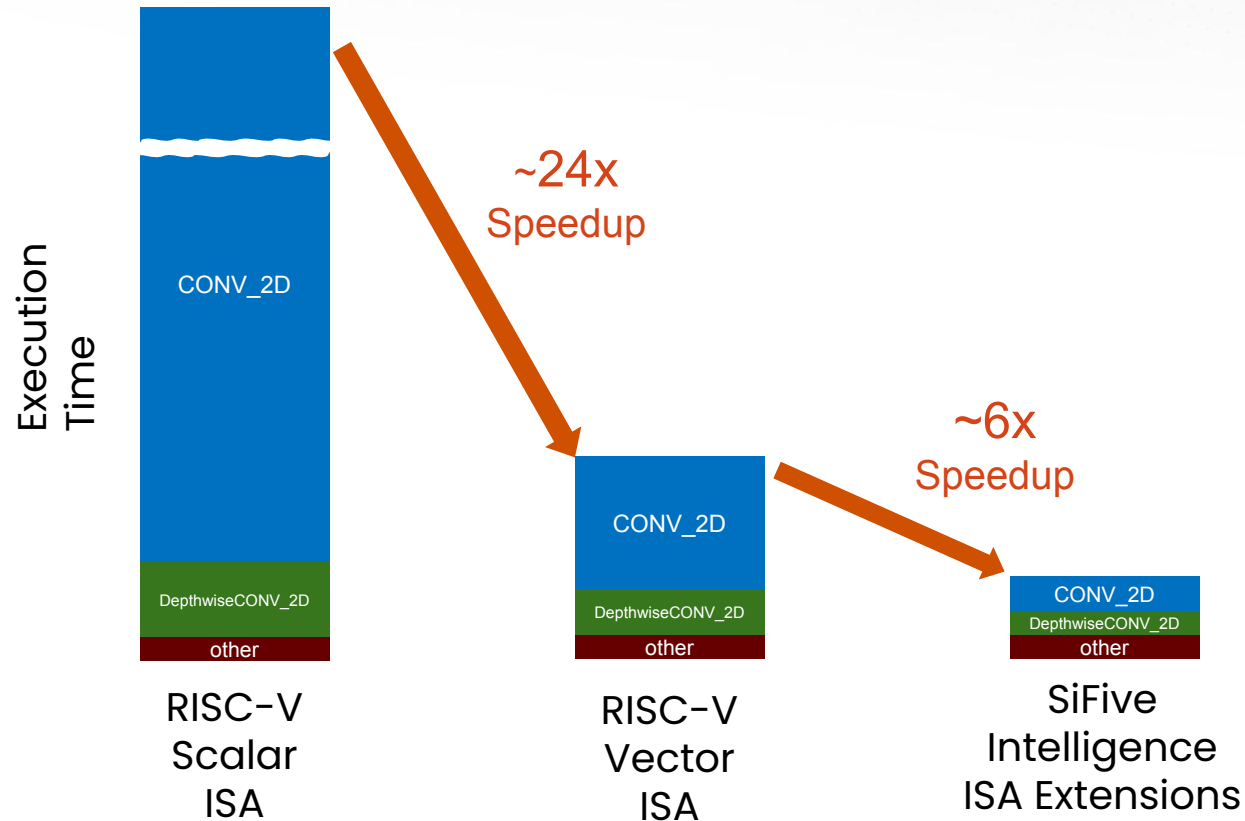 Execution
Time
CONV_2D
DepthwiseCONV_2D
other
RISC-V
Scalar
ISA
~24x
Speedup
CONV_2D
DepthwiseCONV_2D
other
RISC-V
Vector
ISA
~6x
Speedup
CONV_2D
DepthwiseCONV_2D
other
SiFive
Intelligence
ISA Extensions